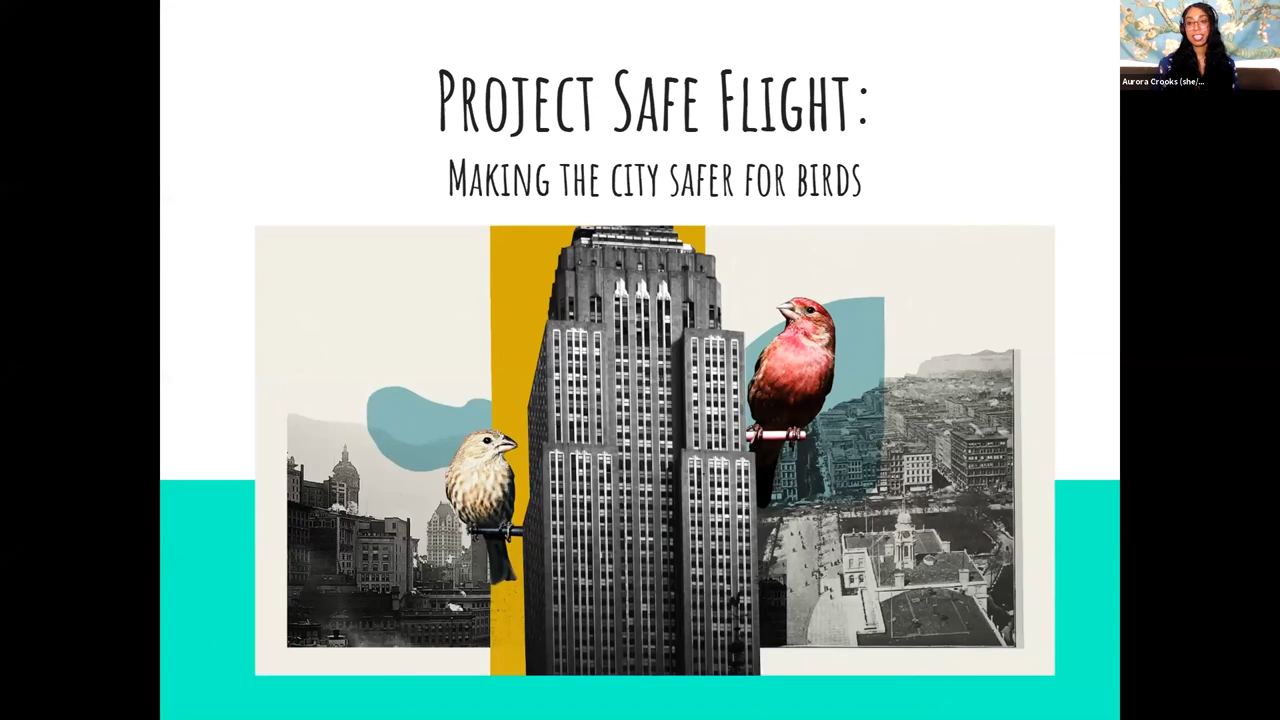 Project Safe Flight:
Making the city safer for birds
Aurora Crooks (she/...